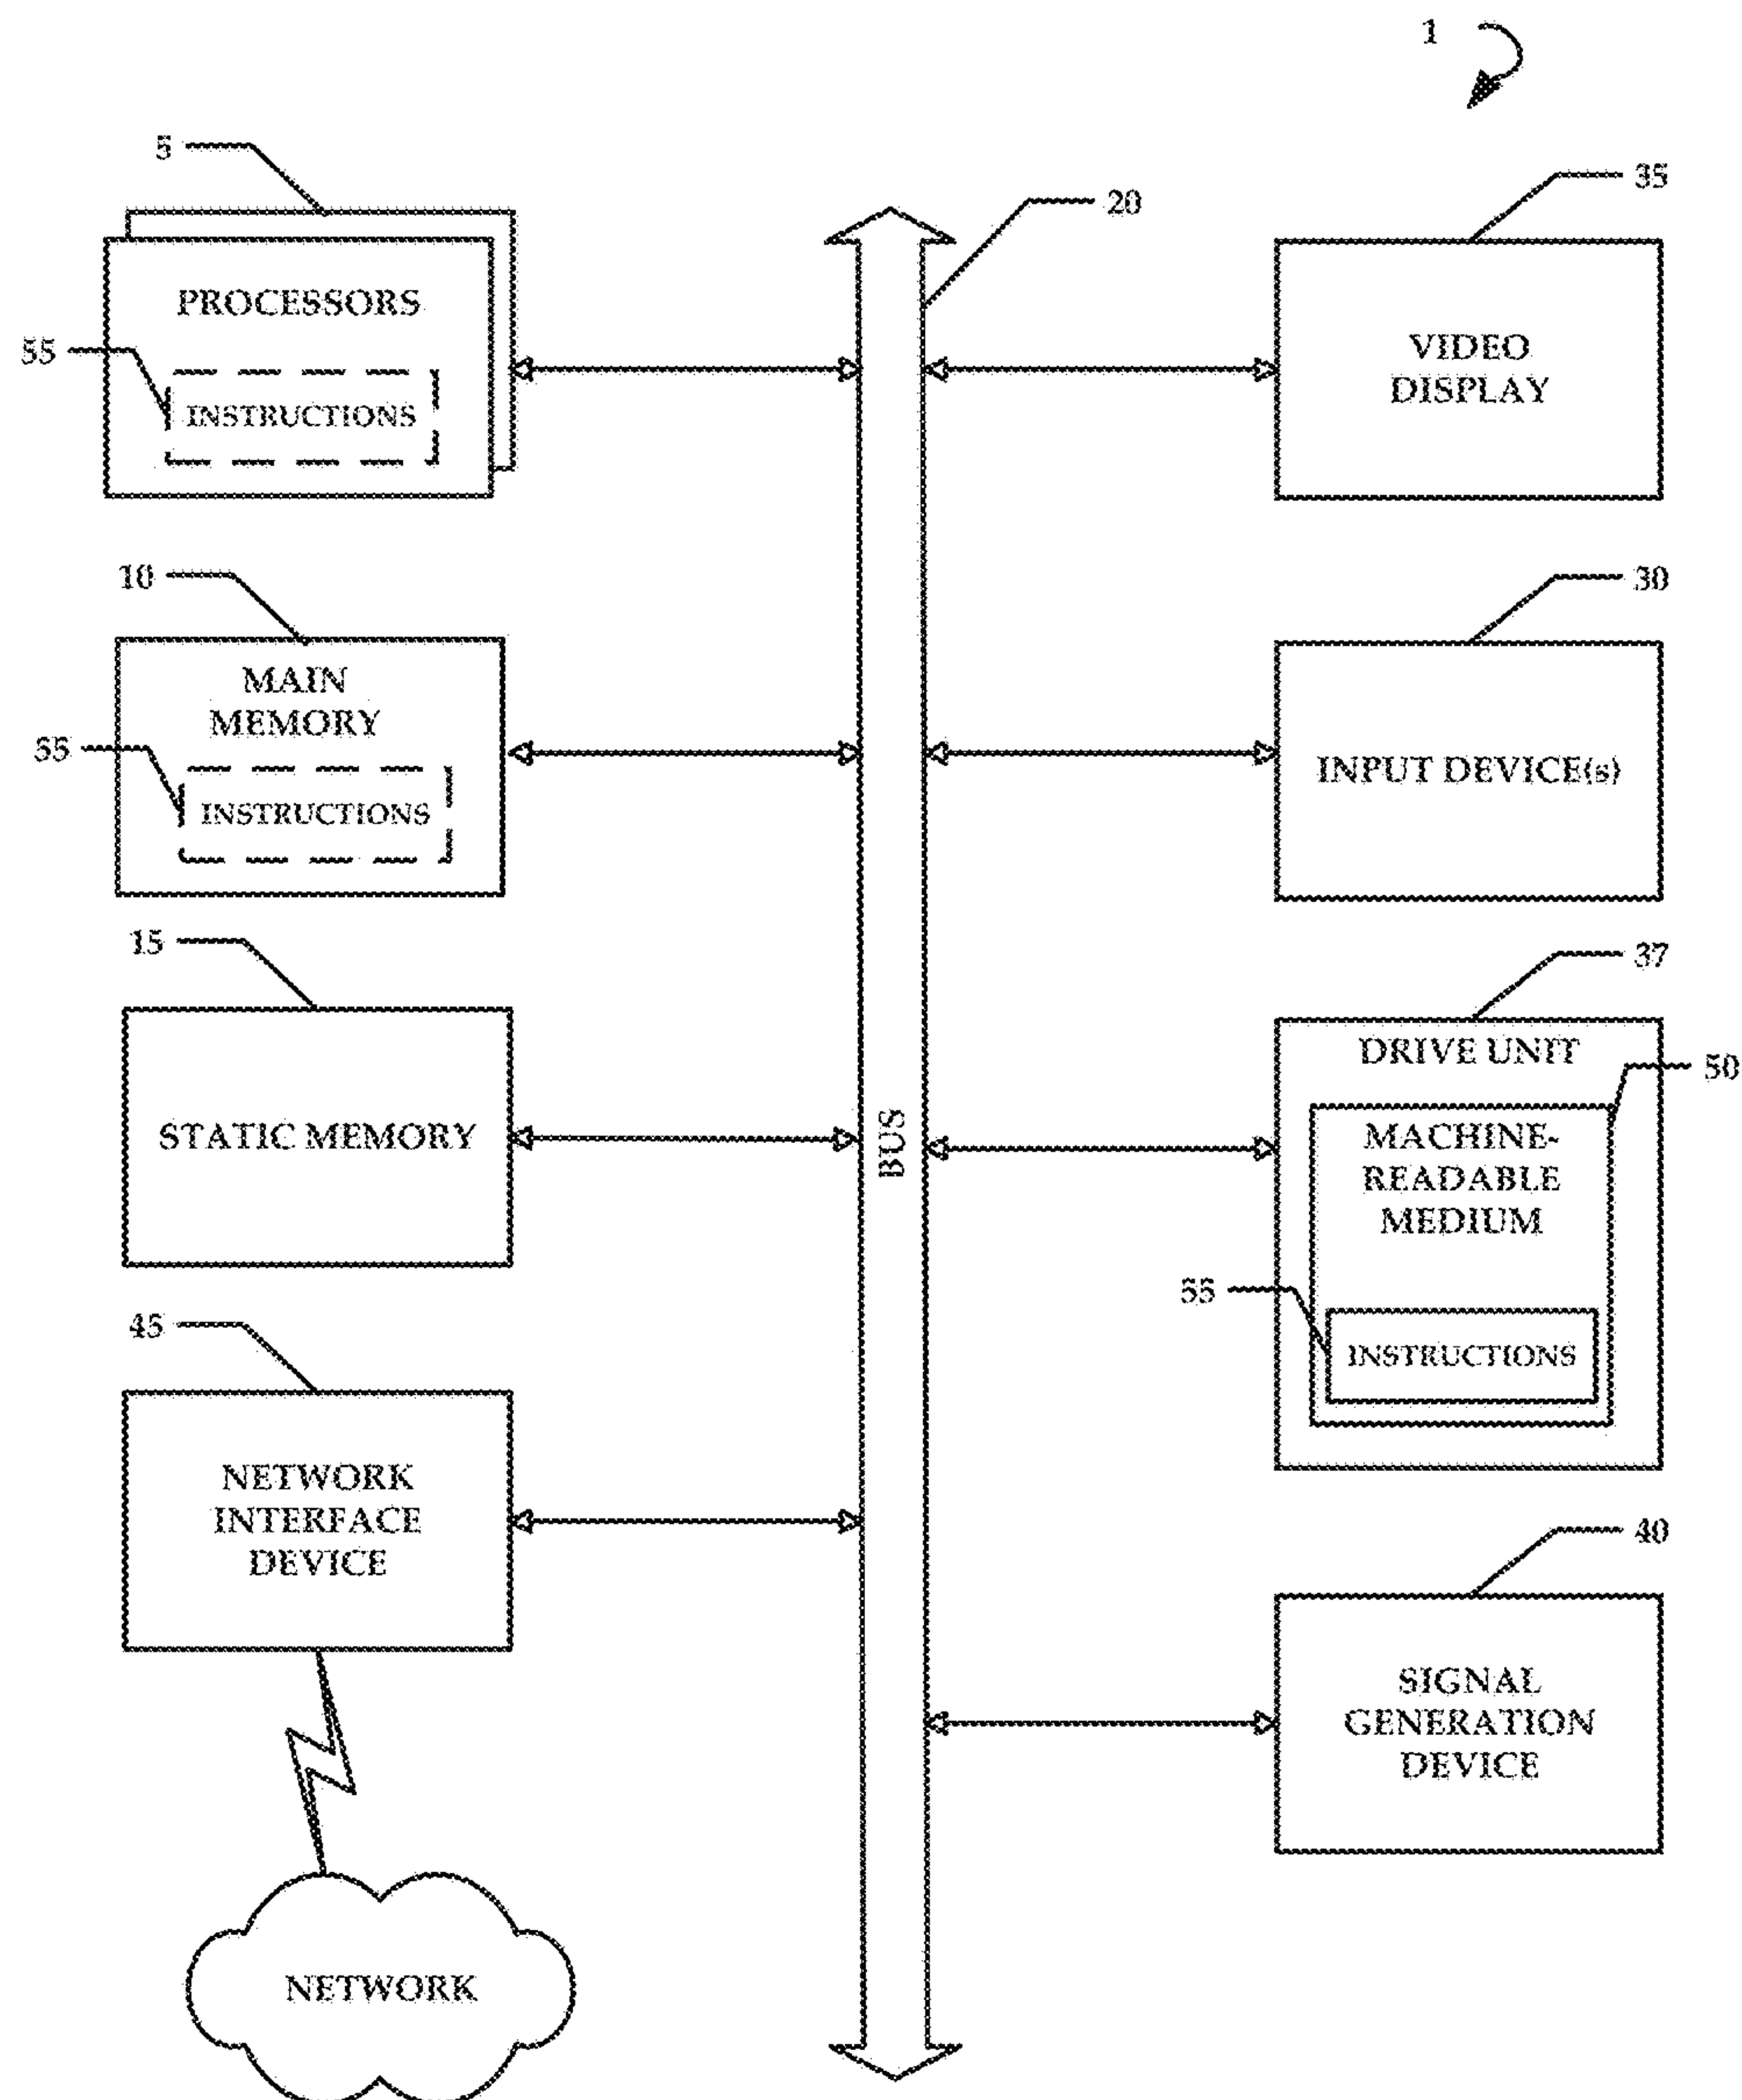 1
5
PROCESSORS
55
INSTRUCTIONS
10
MAIN
MEMORY
55
INSTRUCTIONS
15
STATIC MEMORY
45
NETWORK
INTERFACE
DEVICE
NETWORK
20
BUS
35
VIDEO
DISPLAY
30
INPUT DEVICE(s)
37
DRIVE UNIT
50
MACHINE-
READABLE
MEDIUM
55
INSTRUCTIONS
40
SIGNAL
GENERATION
DEVICE